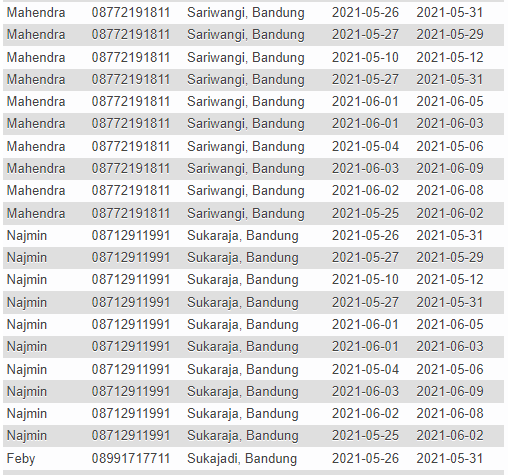 Mahendra 08772191811 Sariwangi, Bandung 2021-05-26 2021-05-31
Mahendra 08772191811 Sariwangi, Bandung 2021-05-27 2021-05-29
Mahendra 08772191811 Sariwangi, Bandung 2021-05-10 2021-05-12
Mahendra 08772191811 Sariwangi, Bandung 2021-05-27 2021-05-31
Mahendra 08772191811 Sariwangi, Bandung 2021-06-01 2021-06-05
Mahendra 08772191811 Sariwangi, Bandung 2021-06-01 2021-06-03
Mahendra 08772191811 Sariwangi, Bandung 2021-05-04 2021-05-06
Mahendra 08772191811 Sariwangi, Bandung 2021-06-03 2021-06-09
Mahendra 08772191811 Sariwangi, Bandung 2021-06-02 2021-06-08
Mahendra 08772191811 Sariwangi, Bandung 2021-05-25 2021-06-02
Najmin 08712911991 Sukaraja, Bandung 2021-05-26 2021-05-31
Najmin 08712911991 Sukaraja, Bandung 2021-05-27 2021-05-29
Najmin 08712911991 Sukaraja, Bandung 2021-05-10 2021-05-12
Najmin 08712911991 Sukaraja, Bandung 2021-05-27 2021-05-31
Najmin 08712911991 Sukaraja, Bandung 2021-06-01 2021-06-05
Najmin 08712911991 Sukaraja, Bandung 2021-06-01 2021-06-03
Najmin 08712911991 Sukaraja, Bandung 2021-05-04 2021-05-06
Najmin 08712911991 Sukaraja, Bandung 2021-06-03 2021-06-09
Najmin 08712911991 Sukaraja, Bandung 2021-06-02 2021-06-08
Najmin 08712911991 Sukaraja, Bandung 2021-05-25 2021-06-02
Feby 08991717711 Sukajadi, Bandung 2021-05-26 2021-05-31